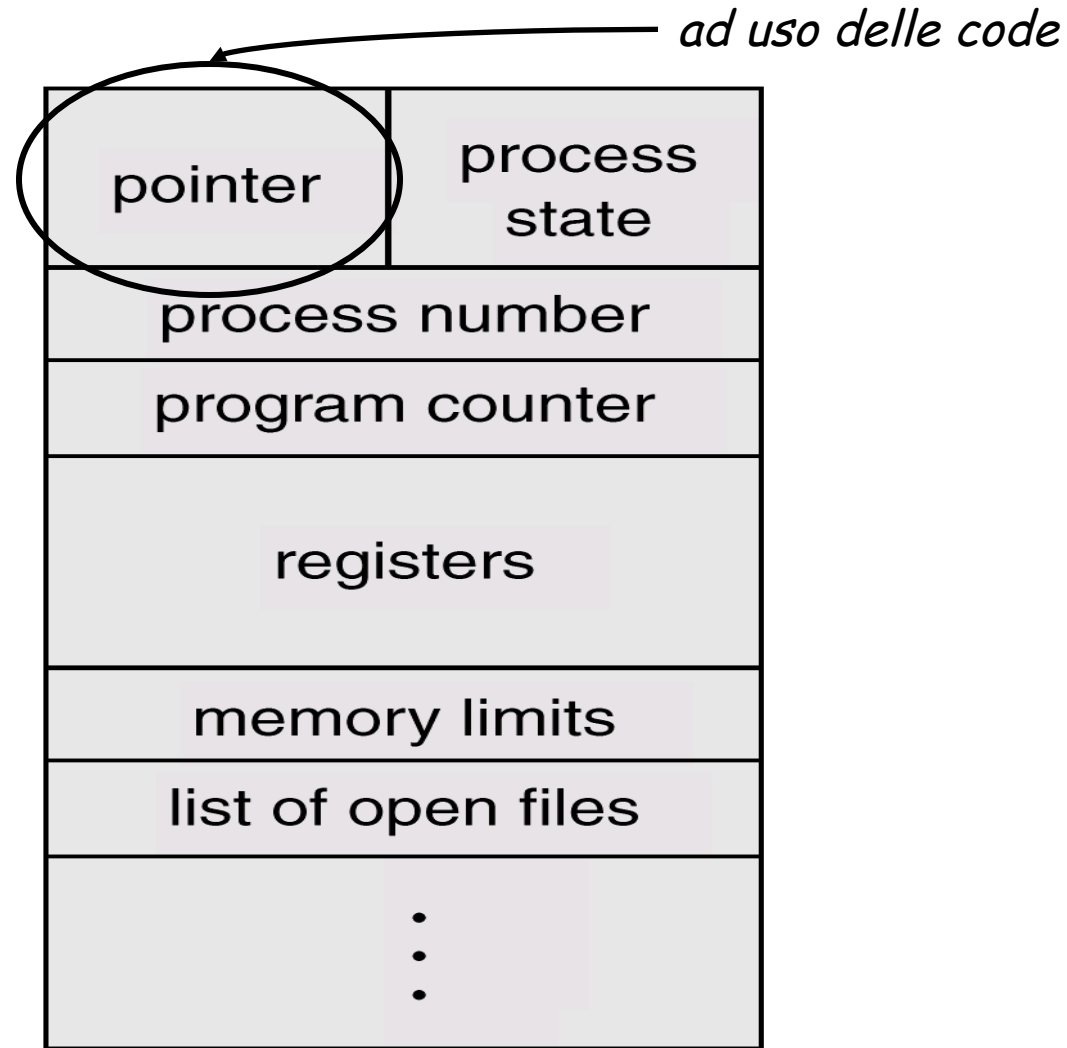 ad uso delle code
pointer
process
state
process number
program counter
registers
memory limits
list of open files